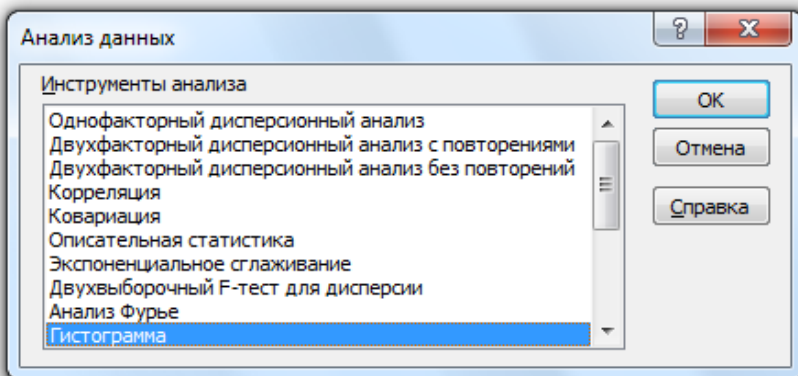 Анализ данных
Инструменты анализа
Однофакторный дисперсионный анализ
Двухфакторный дисперсионный анализ с повторениями
Двухфакторный дисперсионный анализ без повторений
Корреляция
Ковариация
Описательная статистика
Экспоненциальное сглаживание
Двухвыборочный F-тест для дисперсии
Анализ Фурье
Гистограмма
ОК
Отмена
Справка